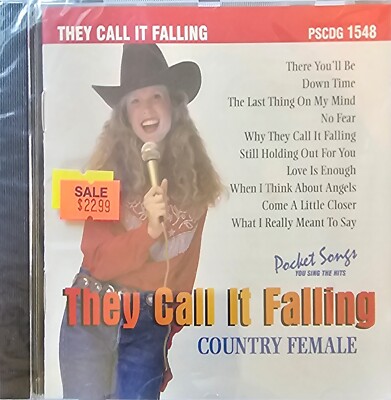 THEY CALL IT FALLING
PSCDG 1548
There You'll Be
Down Time
The Last Thing On My Mind
No Fear
Why They Call It Falling
Still Holding Out For You
Love Is Enough
When I Think About Angels
Come A Little Closer
What I Really Meant To Say
SALE
$22.99
Pocket Songs
YOU SING THE HITS
They Call It Falling
COUNTRY FEMALE